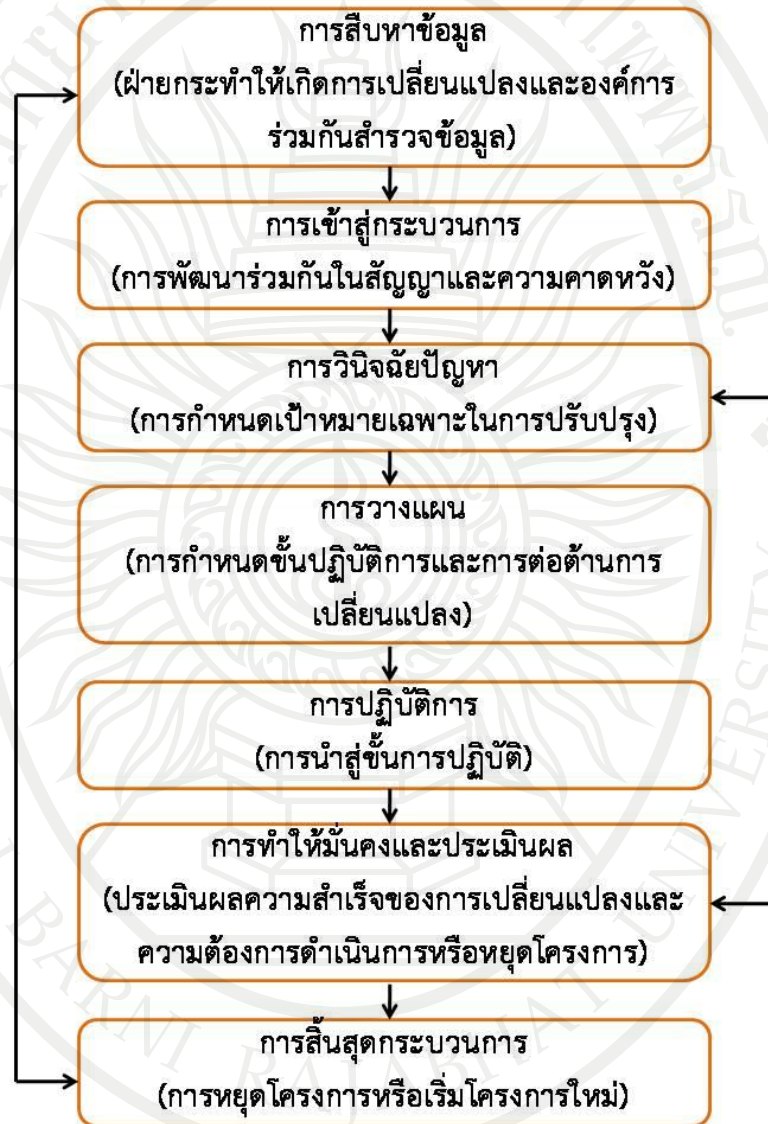 การสืบหาข้อมูล
(ฝ่ายกระทำให้เกิดการเปลี่ยนแปลงและองค์การ
ร่วมกันสำรวจข้อมูล)
การเข้าสู่กระบวนการ
(การพัฒนาร่วมกันในสัญญาและความคาดหวัง)
การวินิจฉัยปัญหา
(การกำหนดเป้าหมายเฉพาะในการปรับปรุง)
การวางแผน
(การกำหนดขั้นปฏิบัติการและการต่อต้านการ
เปลี่ยนแปลง)
การปฏิบัติการ
(การนำสู่ขั้นการปฏิบัติ)
การทำให้มั่นคงและประเมินผล
(ประเมินผลความสำเร็จของการเปลี่ยนแปลงและ
ความต้องการดำเนินการหรือหยุดโครงการ)
การสิ้นสุดกระบวนการ
(การหยุดโครงการหรือเริ่มโครงการใหม่)
BARNI RAJABHAT UNIVERSITY